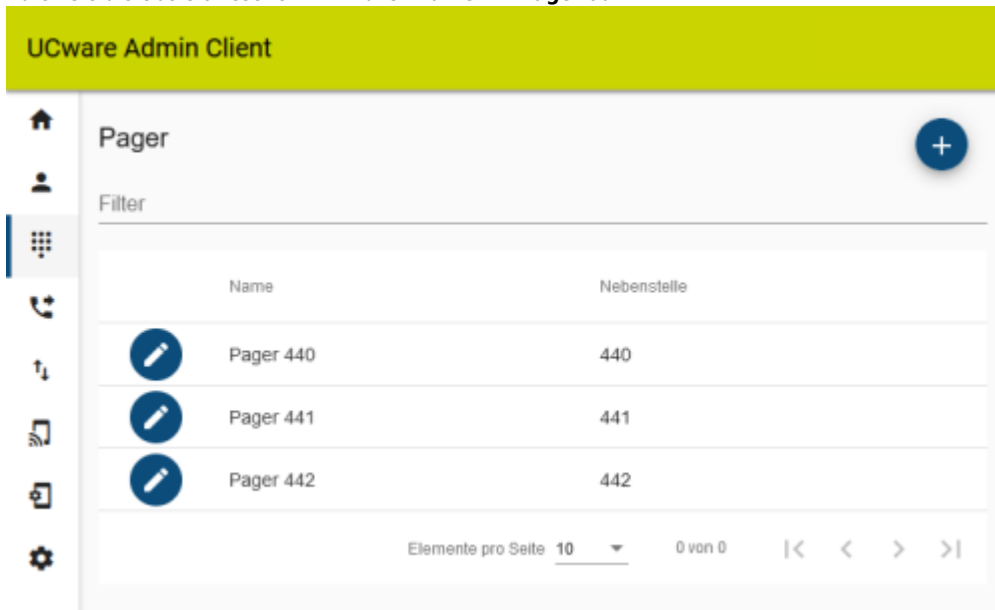 UCware Admin Client
Pager
Filter
Name Nebenstelle
Pager 440 440
Pager 441 441
Pager 442 442
Elemente pro Seite 10 0 von 0